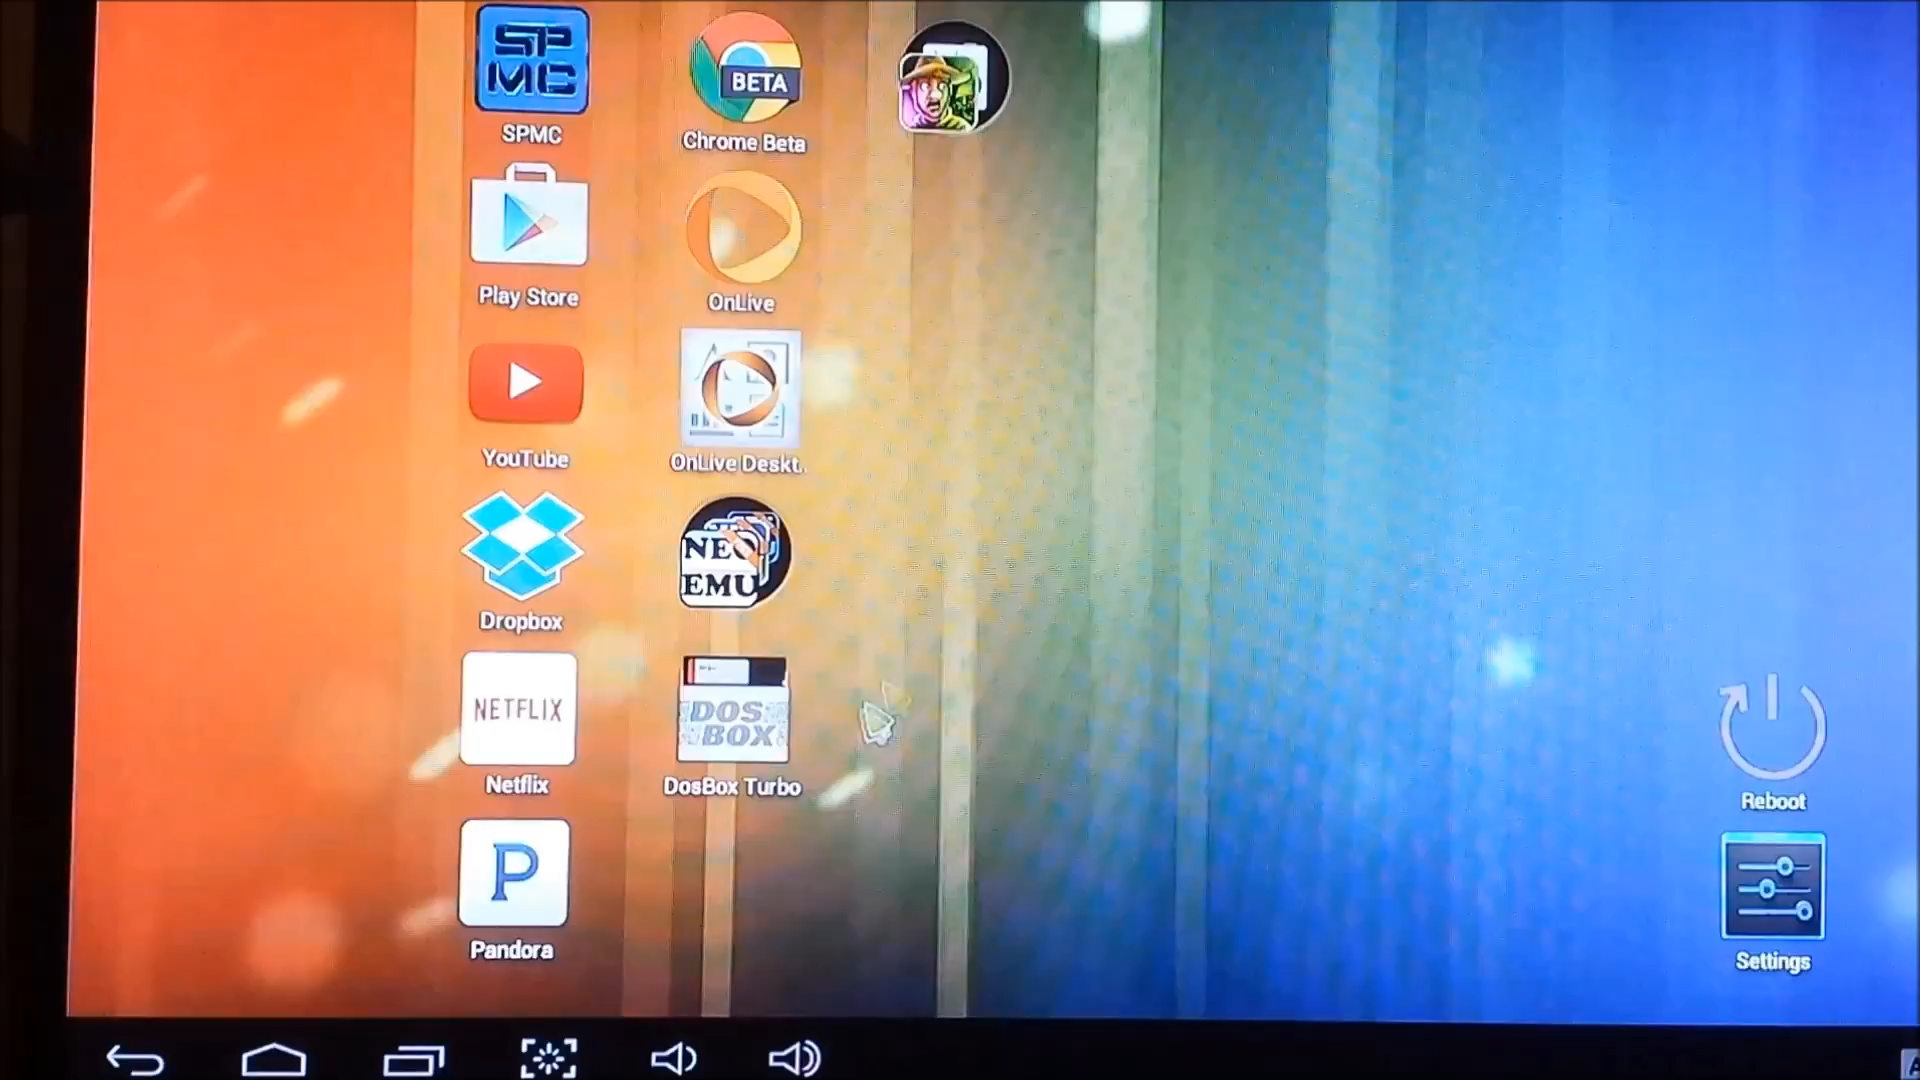 SP
MC
SPMC
BETA
Chrome Beta
Play Store
OnLive
YouTube
OnLive Deskt..
NEO
EMU
Dropbox
NETFLIX
Netflix
DOS
BOX
DosBox Turbo
P
Pandora
Reboot
Settings
A